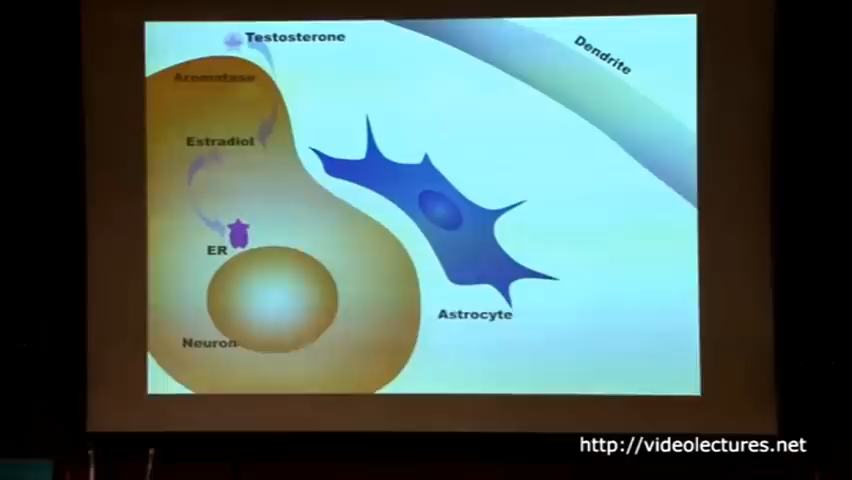 Testosterone
Dendrite
Aromatase
Estradiol
ER
Astrocyte
Neuron
http://videolectures.net